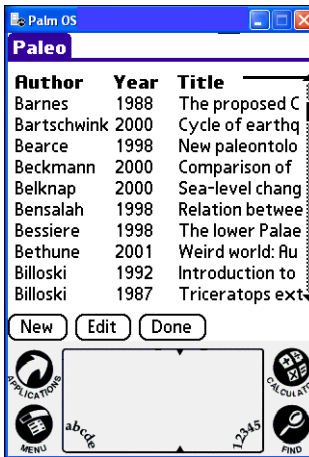 Palm OS
Paleo
Author Year Title
Barnes 1988 The proposed C
Bartschwink 2000 Cycle of earthq
Bearce 1998 New paleontolo
Beckmann 2000 Comparison of
Belknap 2000 Sea-level chang
Bensalah 1998 Relation betwee
Bessiere 1998 The lower Palae
Bethune 2001 Weird world: Au
Billoski 1992 Introduction to
Billoski 1987 Triceratops ext
New Edit Done
APPLICATIONS CALCULATO
abcde 12345
MENU FIND